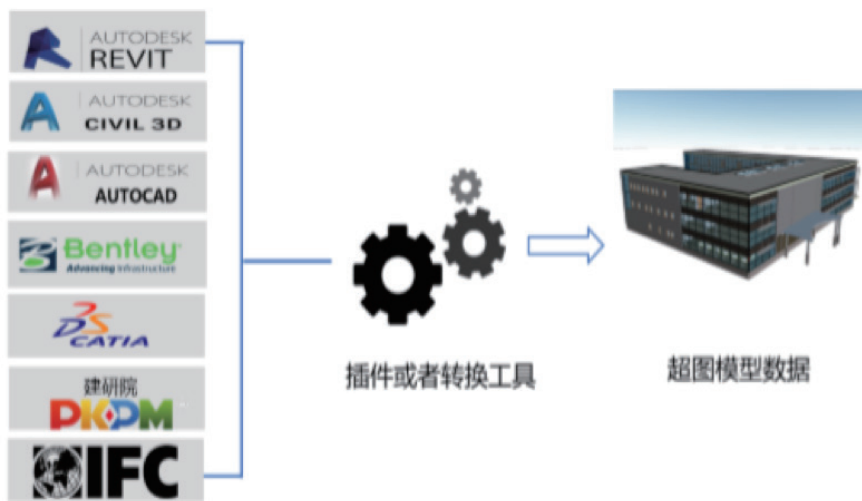 AUTODESK
REVIT
AUTODESK
CIVIL 3D
AUTODESK
AUTOCAD
Bentley
Advancing Infrastructure
3DS
CATIA
建研院
PKPM
IFC
插件或者转换工具
超图模型数据